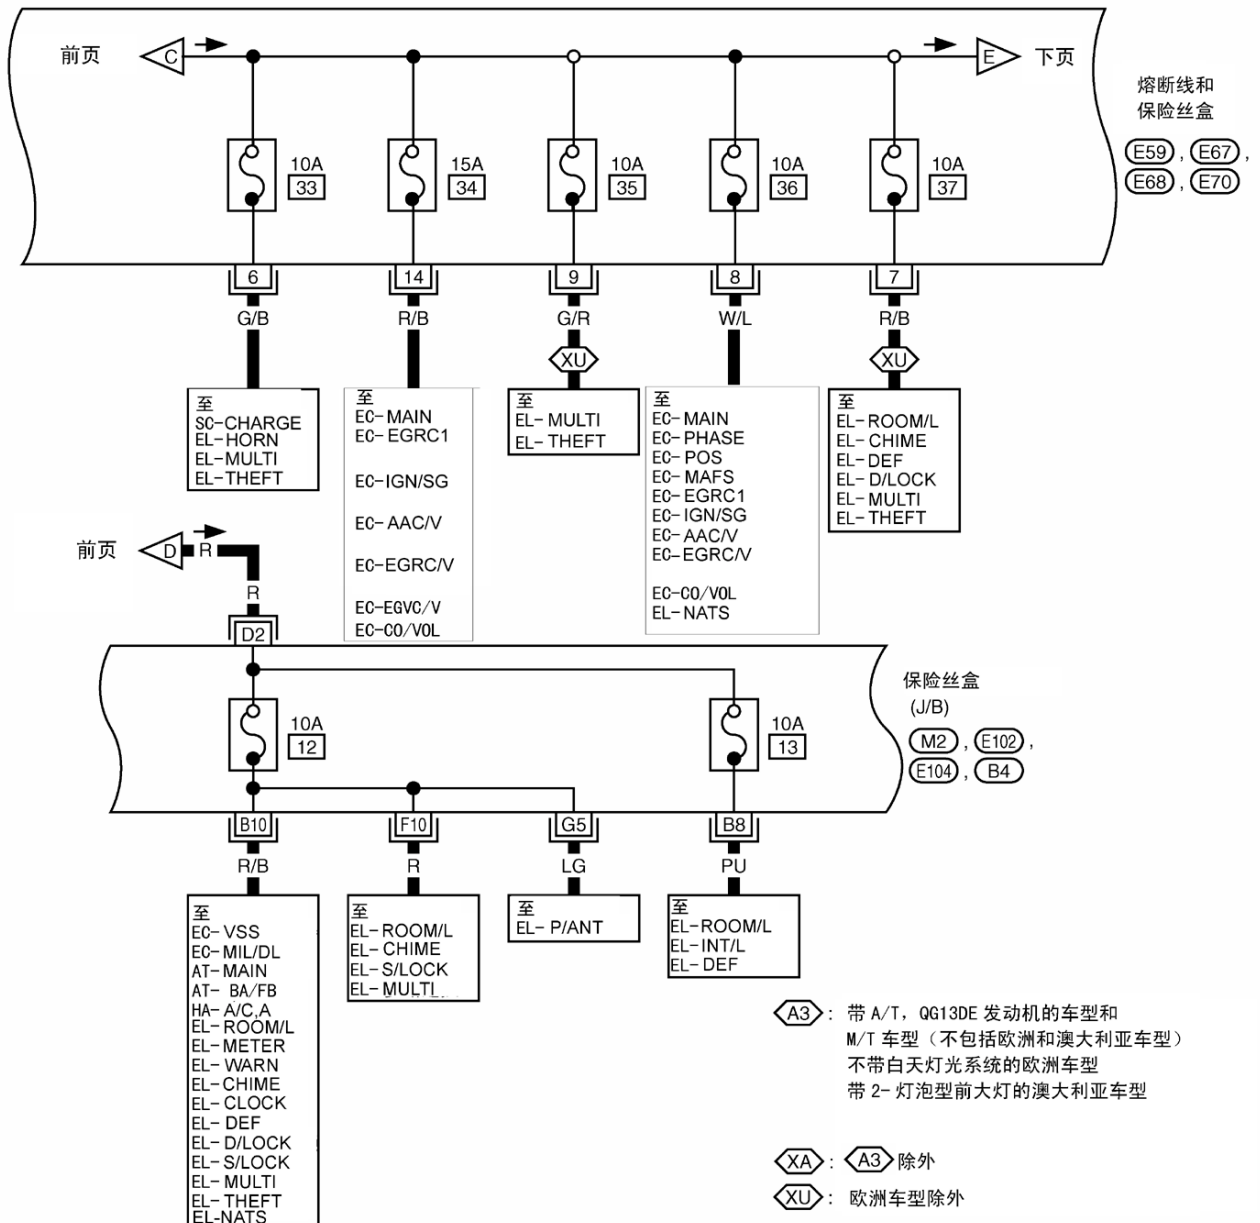 前页 C E 下页
熔断线和
保险丝盒
E59 , E67 ,
E68 , E70
10A 33
15A 34
10A 35
10A 36
10A 37
6 14 9 8 7
G/B R/B G/R W/L R/B
XU XU
至
SC-CHARGE
EL-HORN
EL-MULTI
EL-THEFT
至
EC-MAIN
EC-EGRC1
EC-IGN/SG
EC-AAC/V
EC-EGRC/V
EC-EGVC/V
EC-CO/VOL
至
EL-MULTI
EL-THEFT
至
EC-MAIN
EC-PHASE
EC-POS
EC-MAFS
EC-EGRC1
EC-IGN/SG
EC-AAC/V
EC-EGRC/V
EC-CO/VOL
EL-NATS
至
EL-ROOM/L
EL-CHIME
EL-DEF
EL-D/LOCK
EL-MULTI
EL-THEFT
前页 D R
R
D2
保险丝盒
(J/B)
M2 , E102 ,
E104 , B4
10A 12
10A 13
B10 F10 G5 B8
R/B R LG PU
至
EC-VSS
EC-MIL/DL
AT-MAIN
AT-BA/FB
HA-A/C,A
EL-ROOM/L
EL-METER
EL-WARN
EL-CHIME
EL-CLOCK
EL-DEF
EL-D/LOCK
EL-S/LOCK
EL-MULTI
EL-THEFT
EL-NATS
至
EL-ROOM/L
EL-CHIME
EL-S/LOCK
EL-MULTI
至
EL-P/ANT
至
EL-ROOM/L
EL-INT/L
EL-DEF
A3 : 带 A/T, QG13DE 发动机的车型和
M/T 车型（不包括欧洲和澳大利亚车型）
不带白天灯光系统的欧洲车型
带 2-灯泡型前大灯的澳大利亚车型
XA : A3 除外
XU : 欧洲车型除外